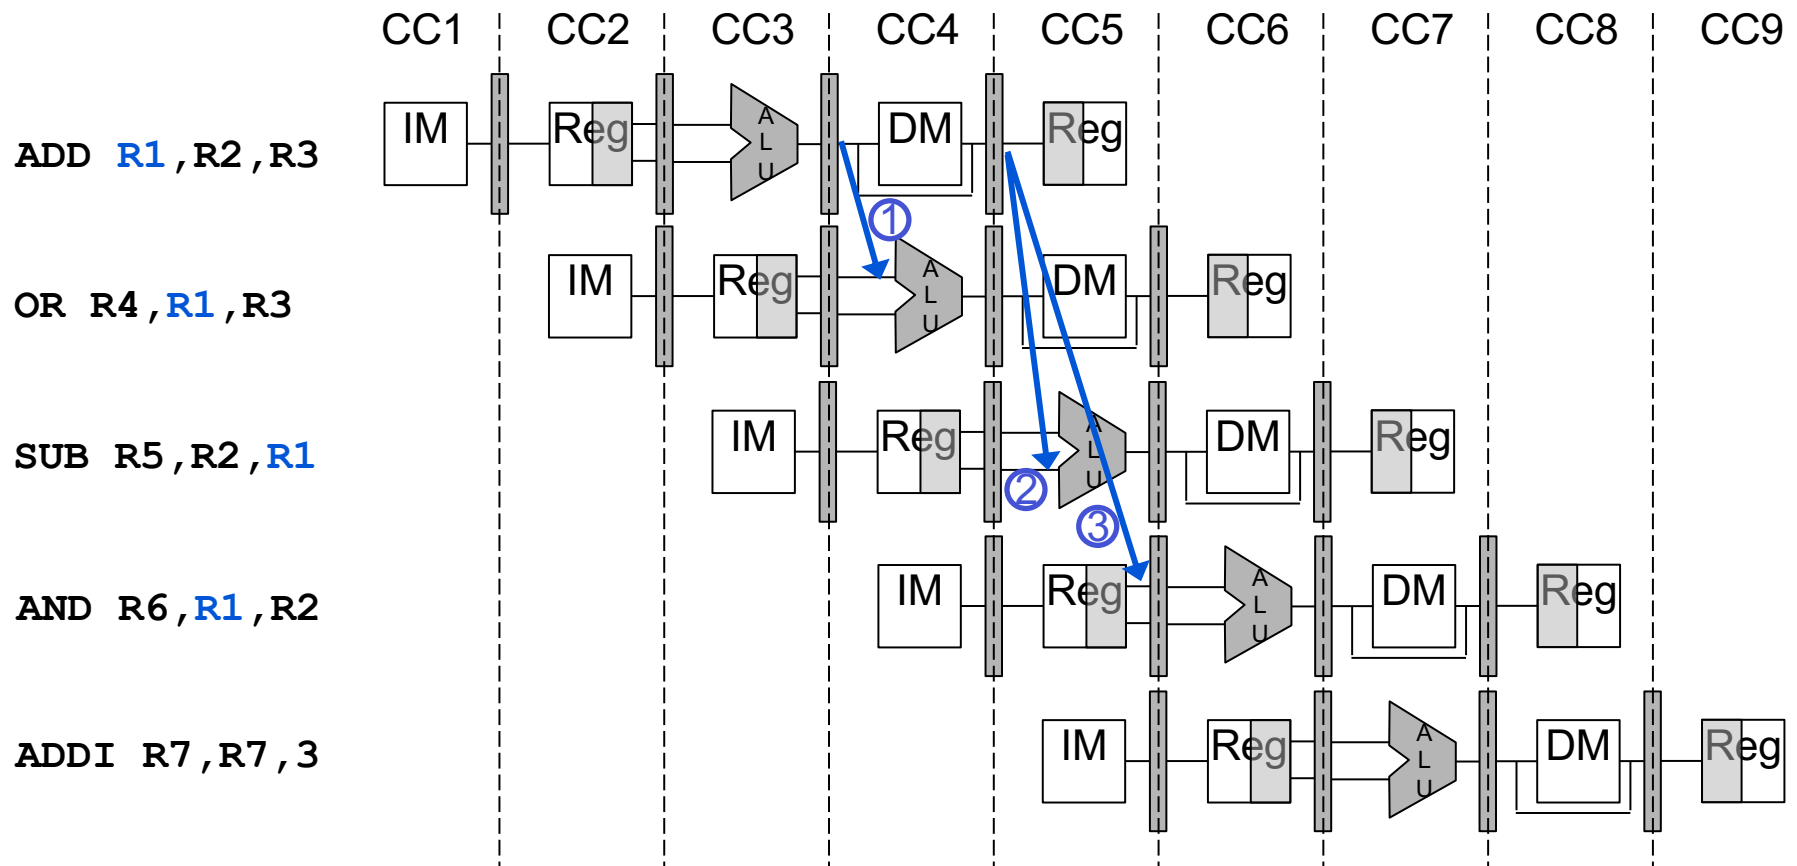 CC1 CC2 CC3 CC4 CC5 CC6 CC7 CC8 CC9
ADD R1,R2,R3 IM Reg ALU DM Reg
1
OR R4,R1,R3 IM Reg ALU DM Reg
SUB R5,R2,R1 IM Reg ALU DM Reg
2
3
AND R6,R1,R2 IM Reg ALU DM Reg
ADDI R7,R7,3 IM Reg ALU DM Reg